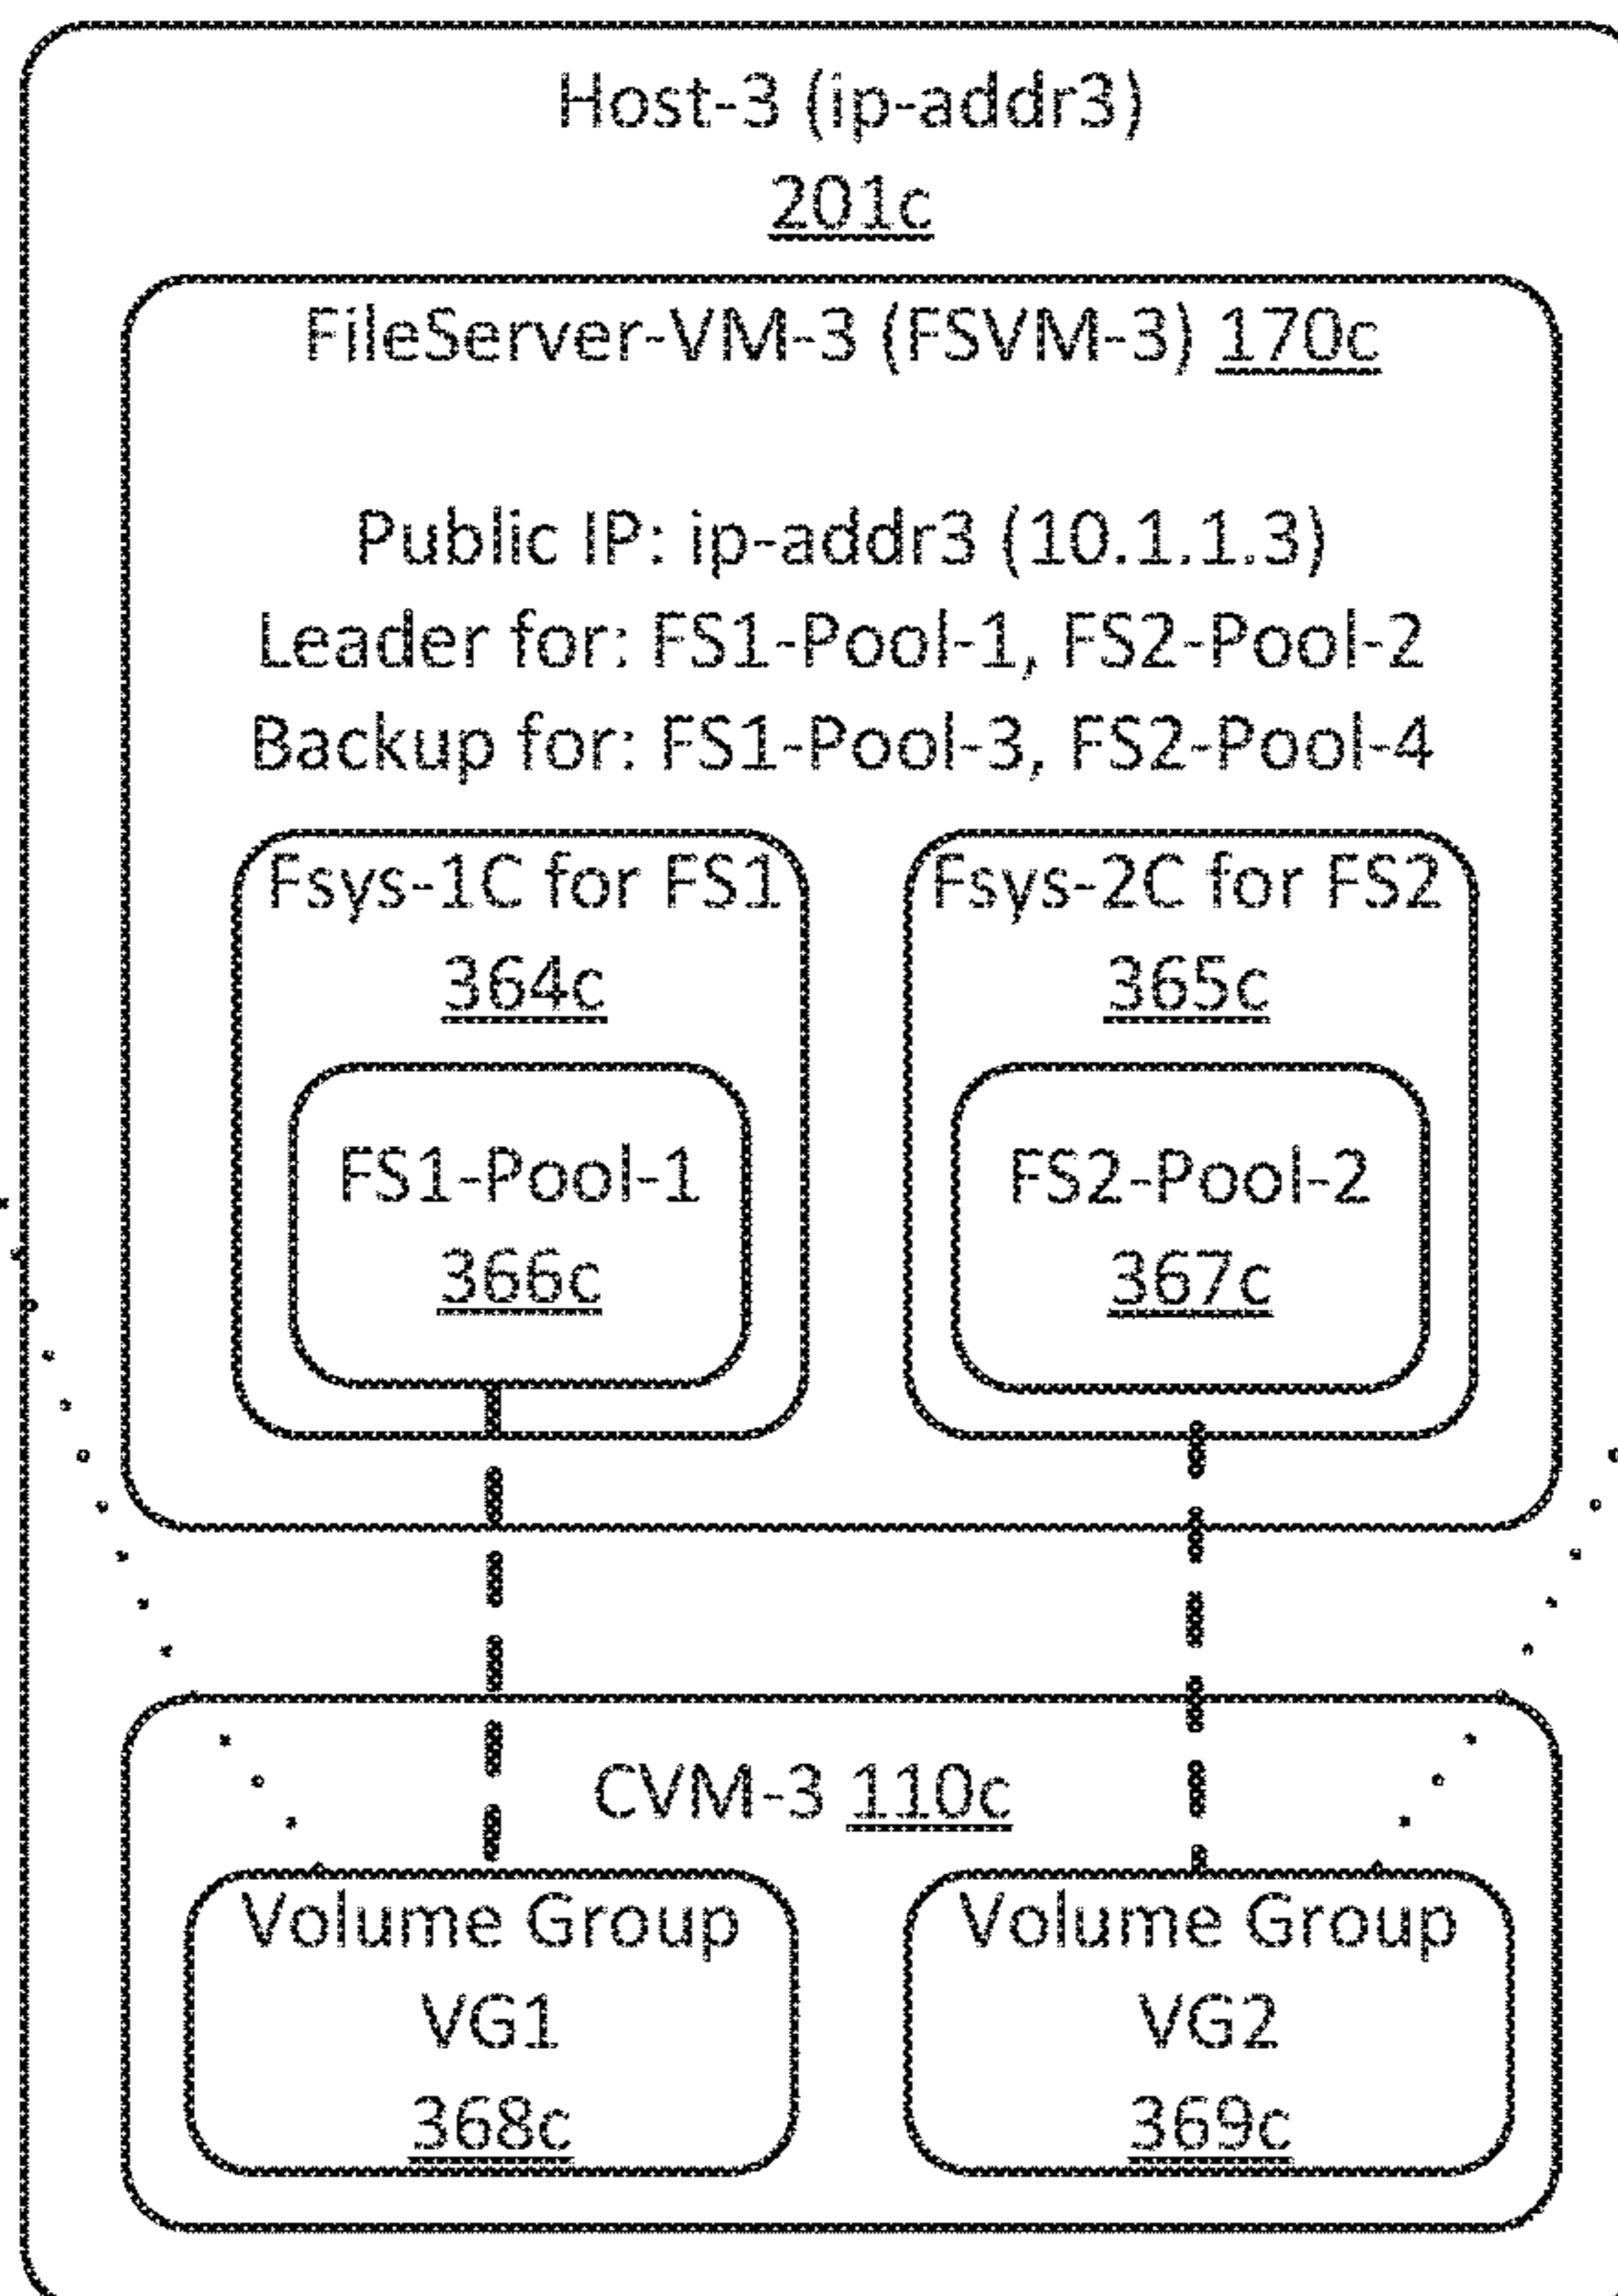 Host-3 (ip-addr3)
201c
FileServer-VM-3 (FSVM-3) 170c
Public IP: ip-addr3 (10.1.1.3)
Leader for: FS1-Pool-1, FS2-Pool-2
Backup for: FS1-Pool-3, FS2-Pool-4
Fsys-1C for FS1
364c
FS1-Pool-1
366c
Fsys-2C for FS2
365c
FS2-Pool-2
367c
CVM-3 110c
Volume Group
VG1
368c
Volume Group
VG2
369c